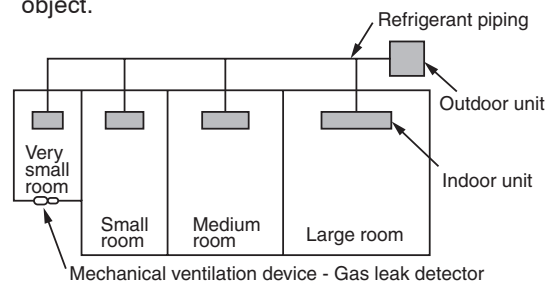 object.
Refrigerant piping
Outdoor unit
Indoor unit
Very
small
room
Small
room
Medium
room
Large room
Mechanical ventilation device - Gas leak detector